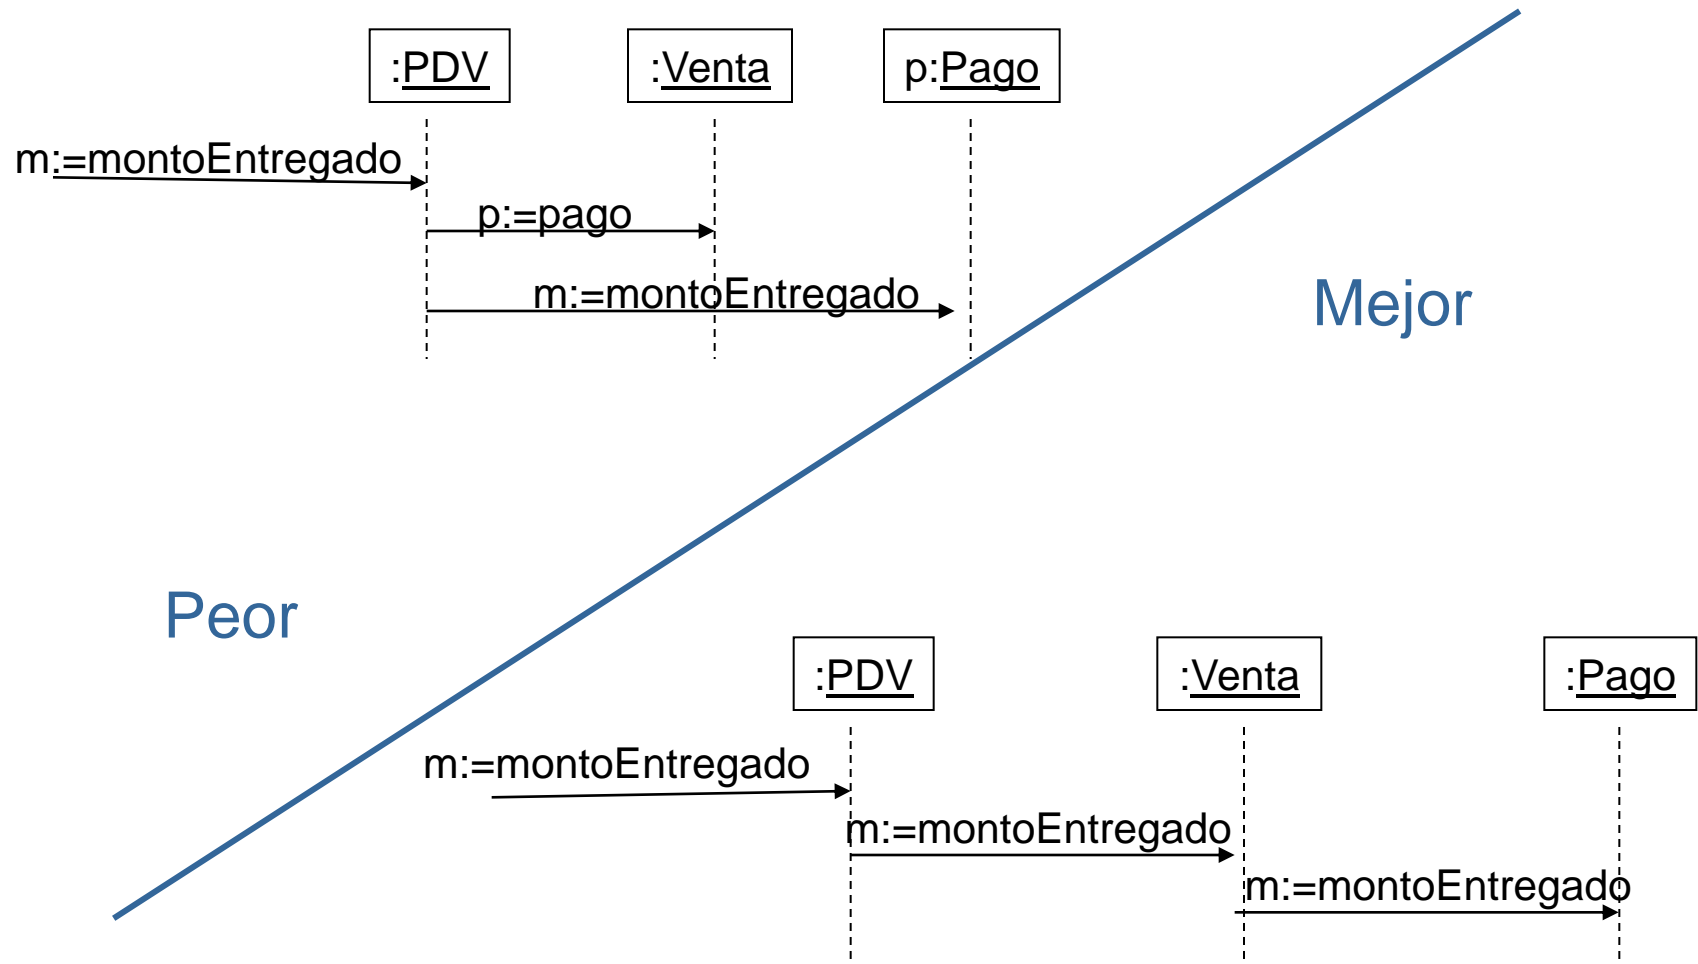 :PDV
:Venta
p:Pago
m:=montoEntregado
p:=pago
m:=montoEntregado
Mejor
Peor
:PDV
:Venta
:Pago
m:=montoEntregado
m:=montoEntregado
m:=montoEntregado